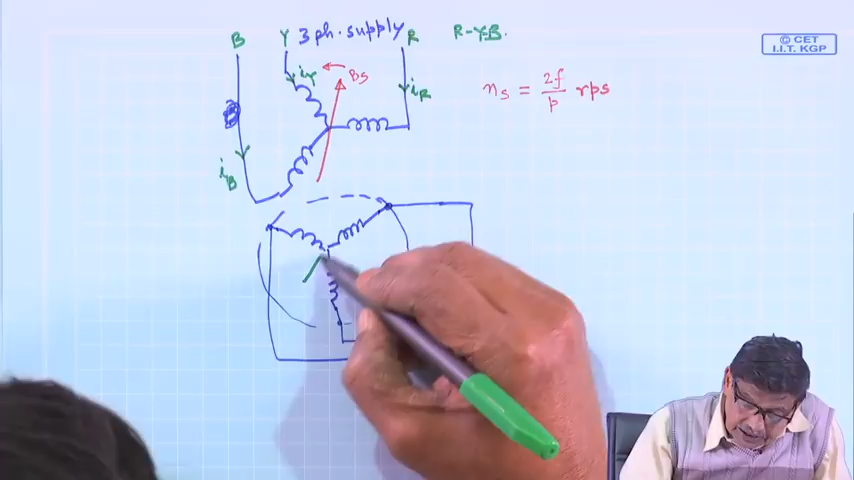 B Y 3 ph. supply R R-Y-B.
© CET
I.I.T. KGP
iY BS
iR
nS = 2f/p rps
iB